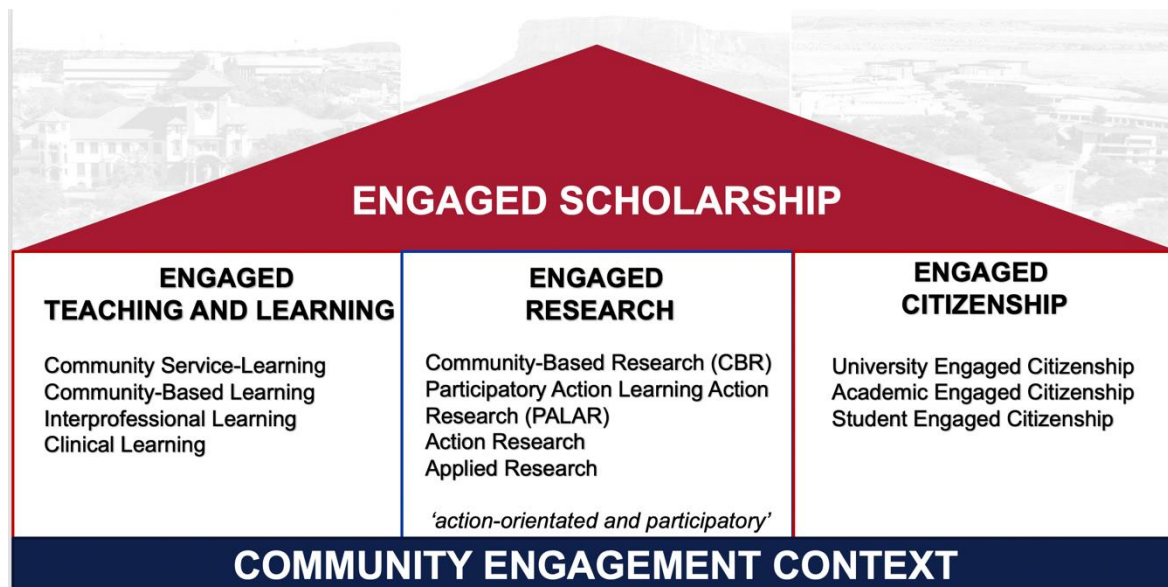 ENGAGED SCHOLARSHIP
ENGAGED
TEACHING AND LEARNING
Community Service-Learning
Community-Based Learning
Interprofessional Learning
Clinical Learning
ENGAGED
RESEARCH
Community-Based Research (CBR)
Participatory Action Learning Action
Research (PALAR)
Action Research
Applied Research
‘action-orientated and participatory’
ENGAGED
CITIZENSHIP
University Engaged Citizenship
Academic Engaged Citizenship
Student Engaged Citizenship
COMMUNITY ENGAGEMENT CONTEXT